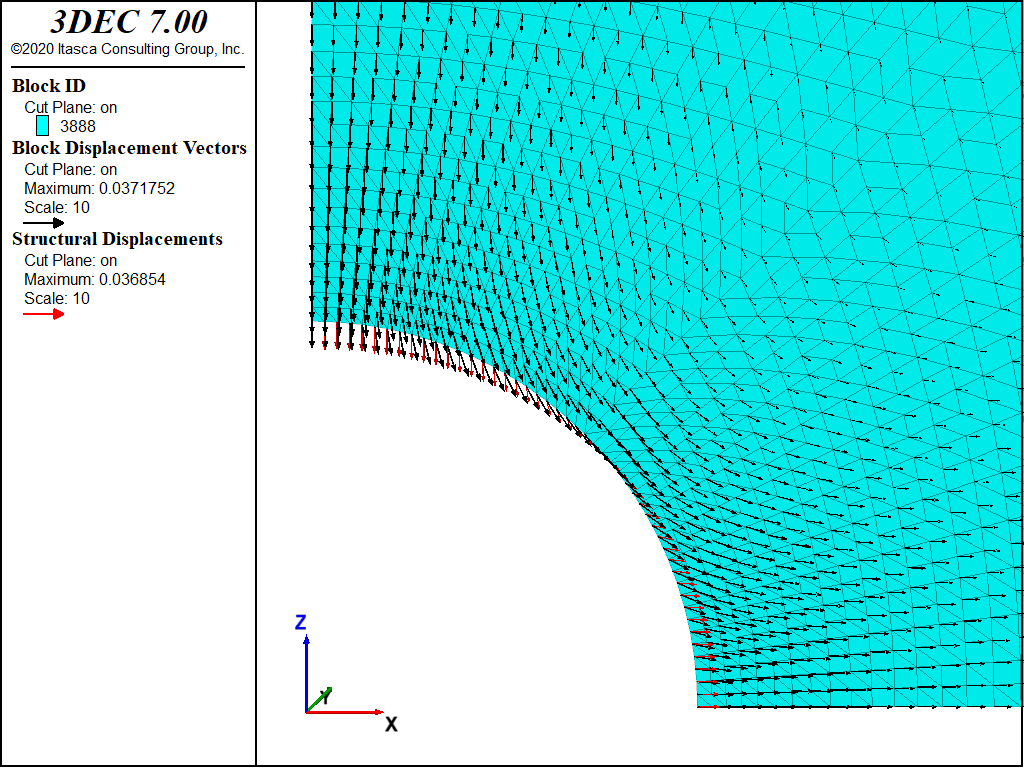 3DEC 7.00
©2020 Itasca Consulting Group, Inc.
Block ID
Cut Plane: on
3888
Block Displacement Vectors
Cut Plane: on
Maximum: 0.0371752
Scale: 10
Structural Displacements
Cut Plane: on
Maximum: 0.036854
Scale: 10
Z
Y
X